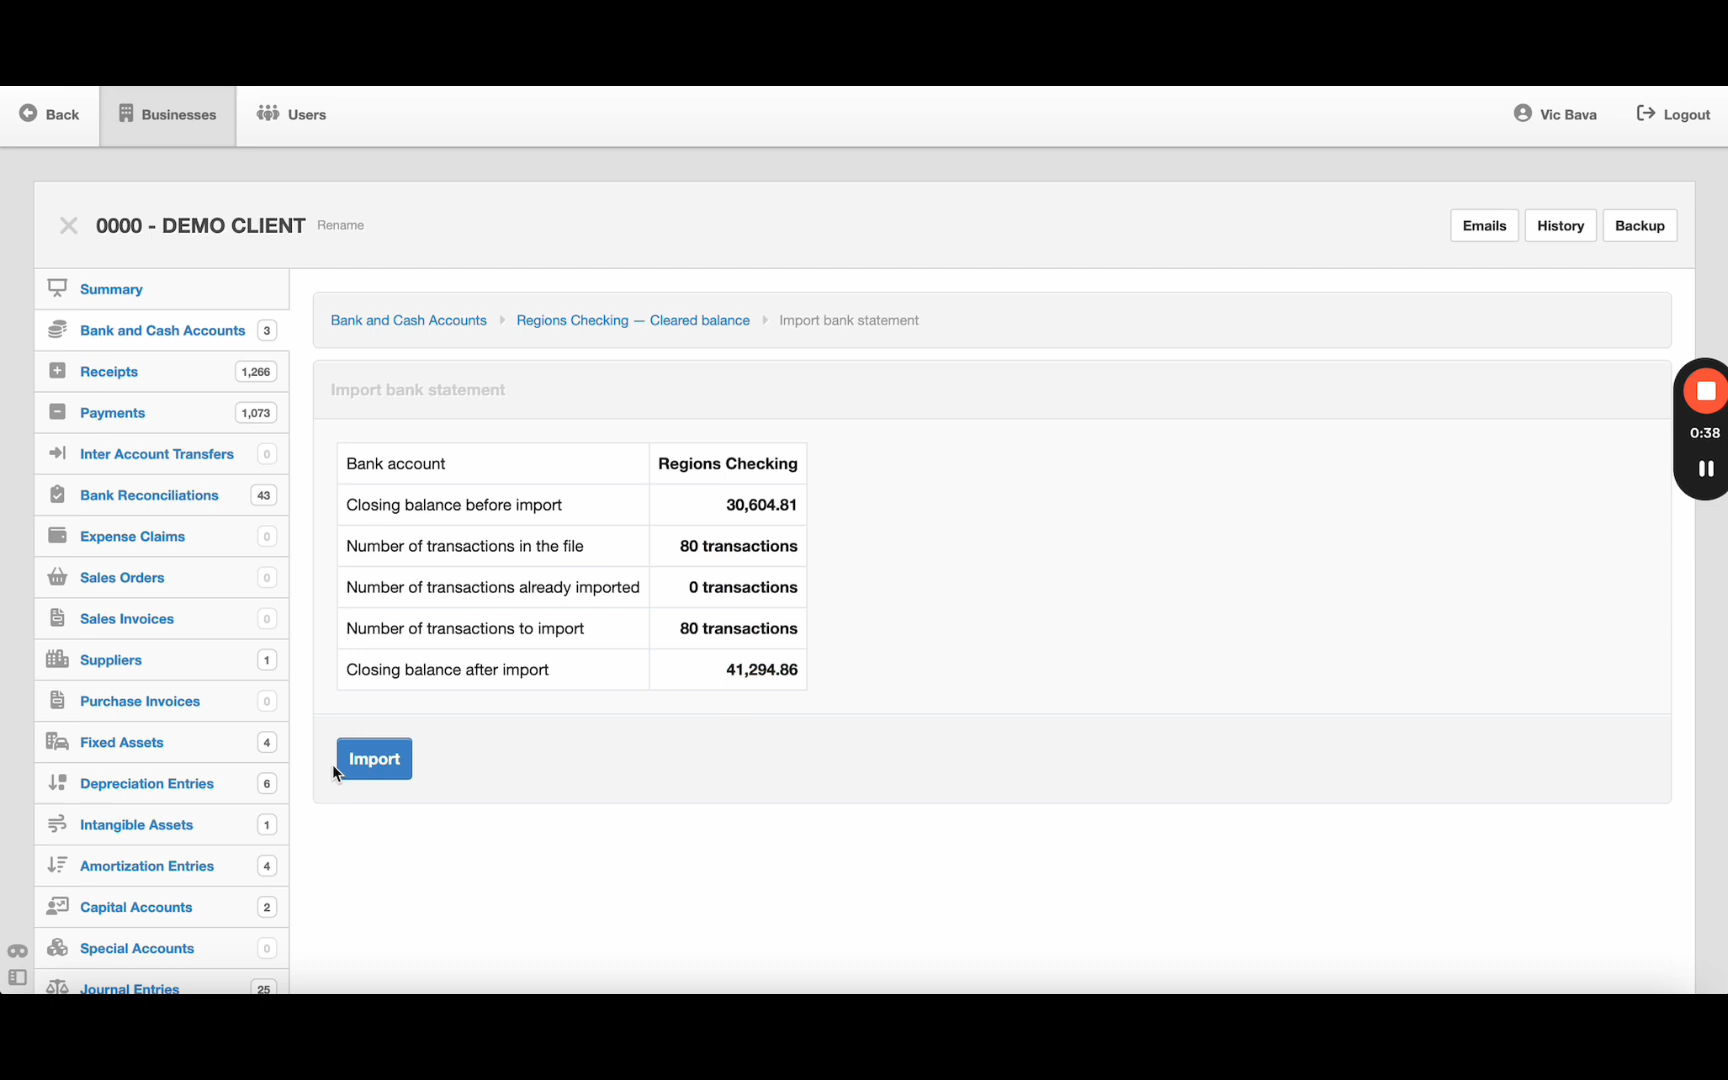 Back
Businesses
Users
Vic Bava
Logout
0000 - DEMO CLIENT Rename
Emails
History
Backup
Summary
Bank and Cash Accounts 3
Receipts 1,266
Payments 1,073
Inter Account Transfers 0
Bank Reconciliations 43
Expense Claims 0
Sales Orders 0
Sales Invoices 0
Suppliers 1
Purchase Invoices 0
Fixed Assets 4
Depreciation Entries 6
Intangible Assets 1
Amortization Entries 4
Capital Accounts 2
Special Accounts 0
Journal Entries 25
Bank and Cash Accounts Regions Checking — Cleared balance Import bank statement
Import bank statement
Bank account Regions Checking
Closing balance before import 30,604.81
Number of transactions in the file 80 transactions
Number of transactions already imported 0 transactions
Number of transactions to import 80 transactions
Closing balance after import 41,294.86
Import
0:38